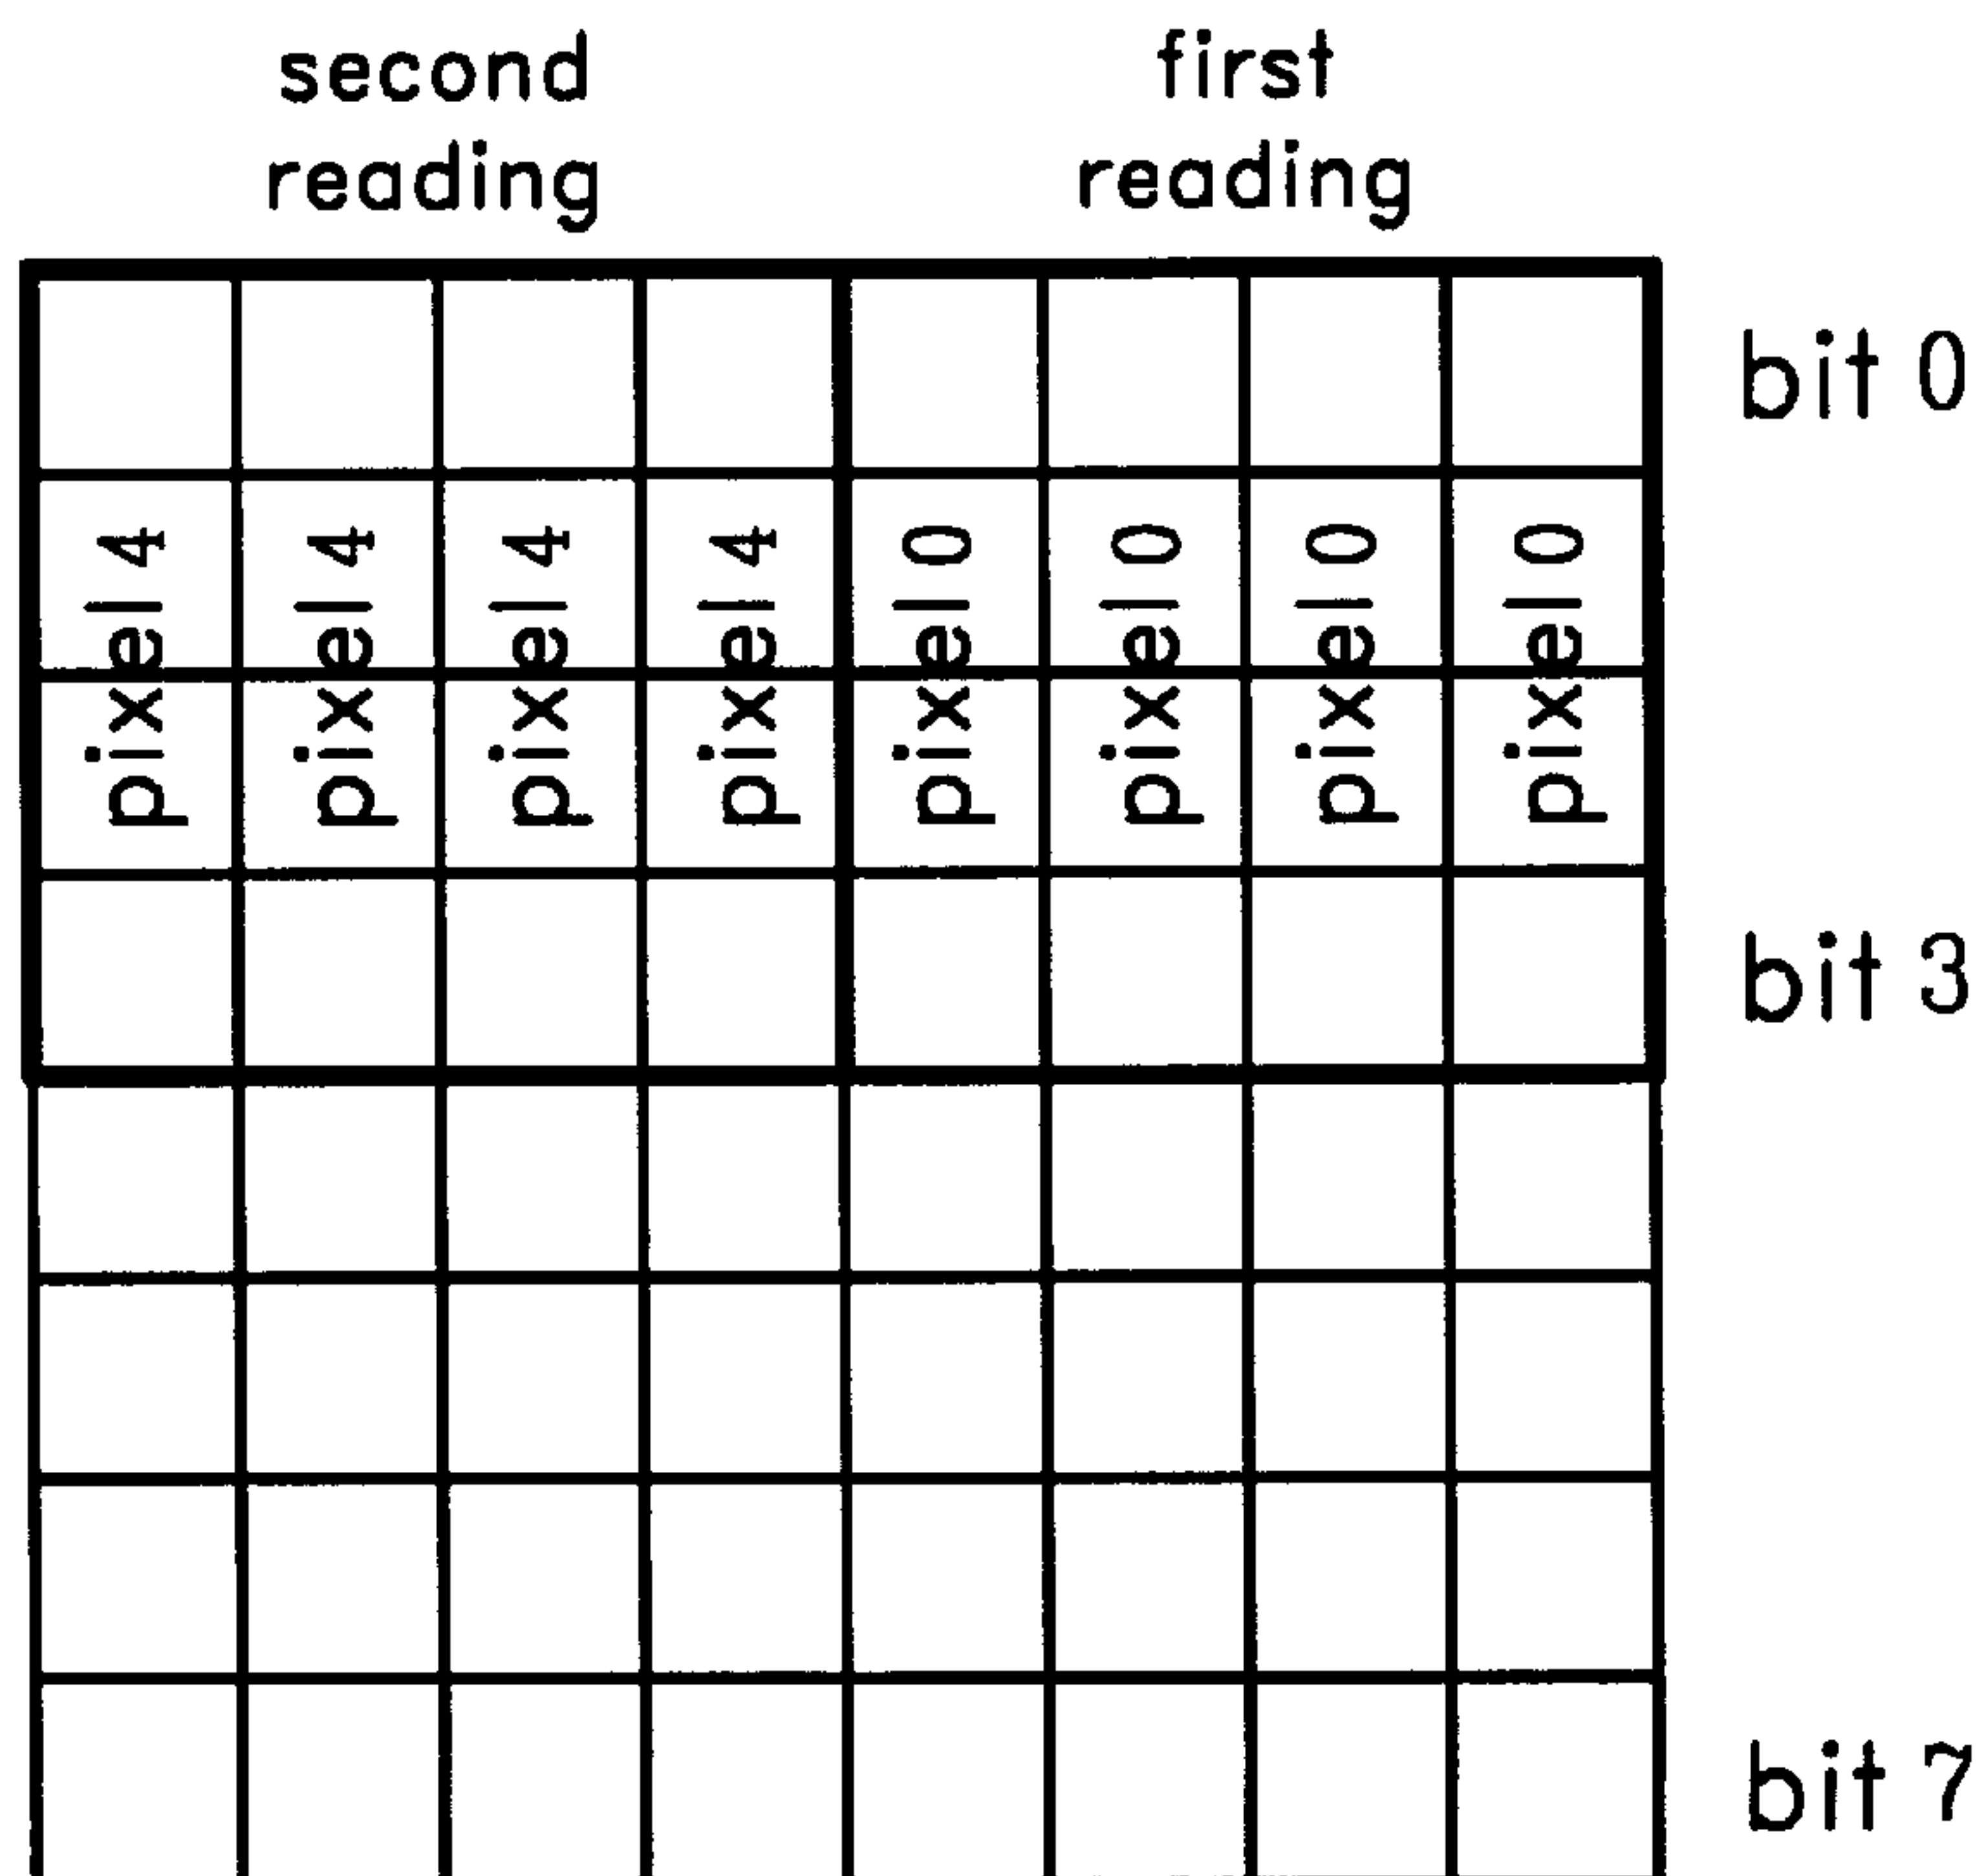 second first
reading reading
bit 0
pixel 4 pixel 4 pixel 4 pixel 4 pixel 0 pixel 0 pixel 0 pixel 0
bit 3
bit 7